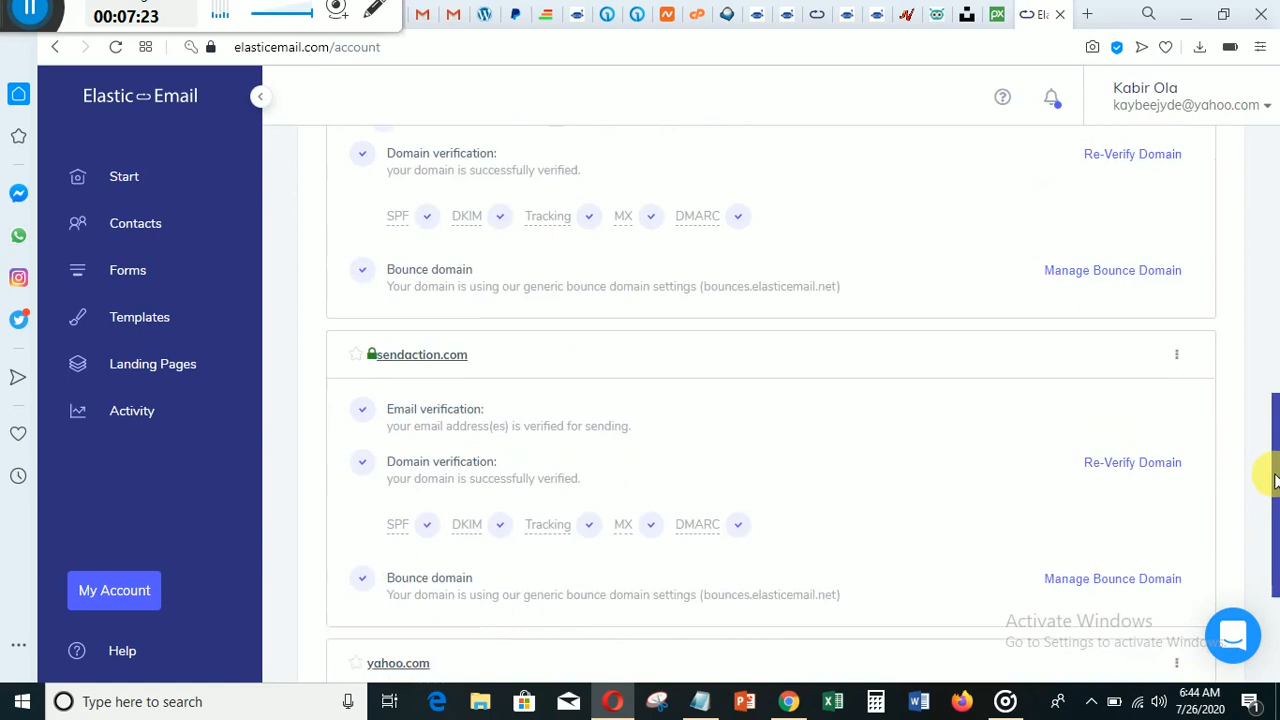 00:07:23
Ela
elasticemail.com/account
Elastic Email
Kabir Ola
kaybeejyde@yahoo.com
Start
Contacts
Forms
Templates
Landing Pages
Activity
My Account
Help
Domain verification:
Re-Verify Domain
your domain is successfully verified.
SPF DKIM Tracking MX DMARC
Bounce domain
Manage Bounce Domain
Your domain is using our generic bounce domain settings (bounces.elasticemail.net)
sendaction.com
Email verification:
your email address(es) is verified for sending.
Domain verification:
Re-Verify Domain
your domain is successfully verified.
SPF DKIM Tracking MX DMARC
Bounce domain
Manage Bounce Domain
Your domain is using our generic bounce domain settings (bounces.elasticemail.net)
yahoo.com
Activate Windows
Go to Settings to activate Windows.
Type here to search
6:44 AM
7/26/2020